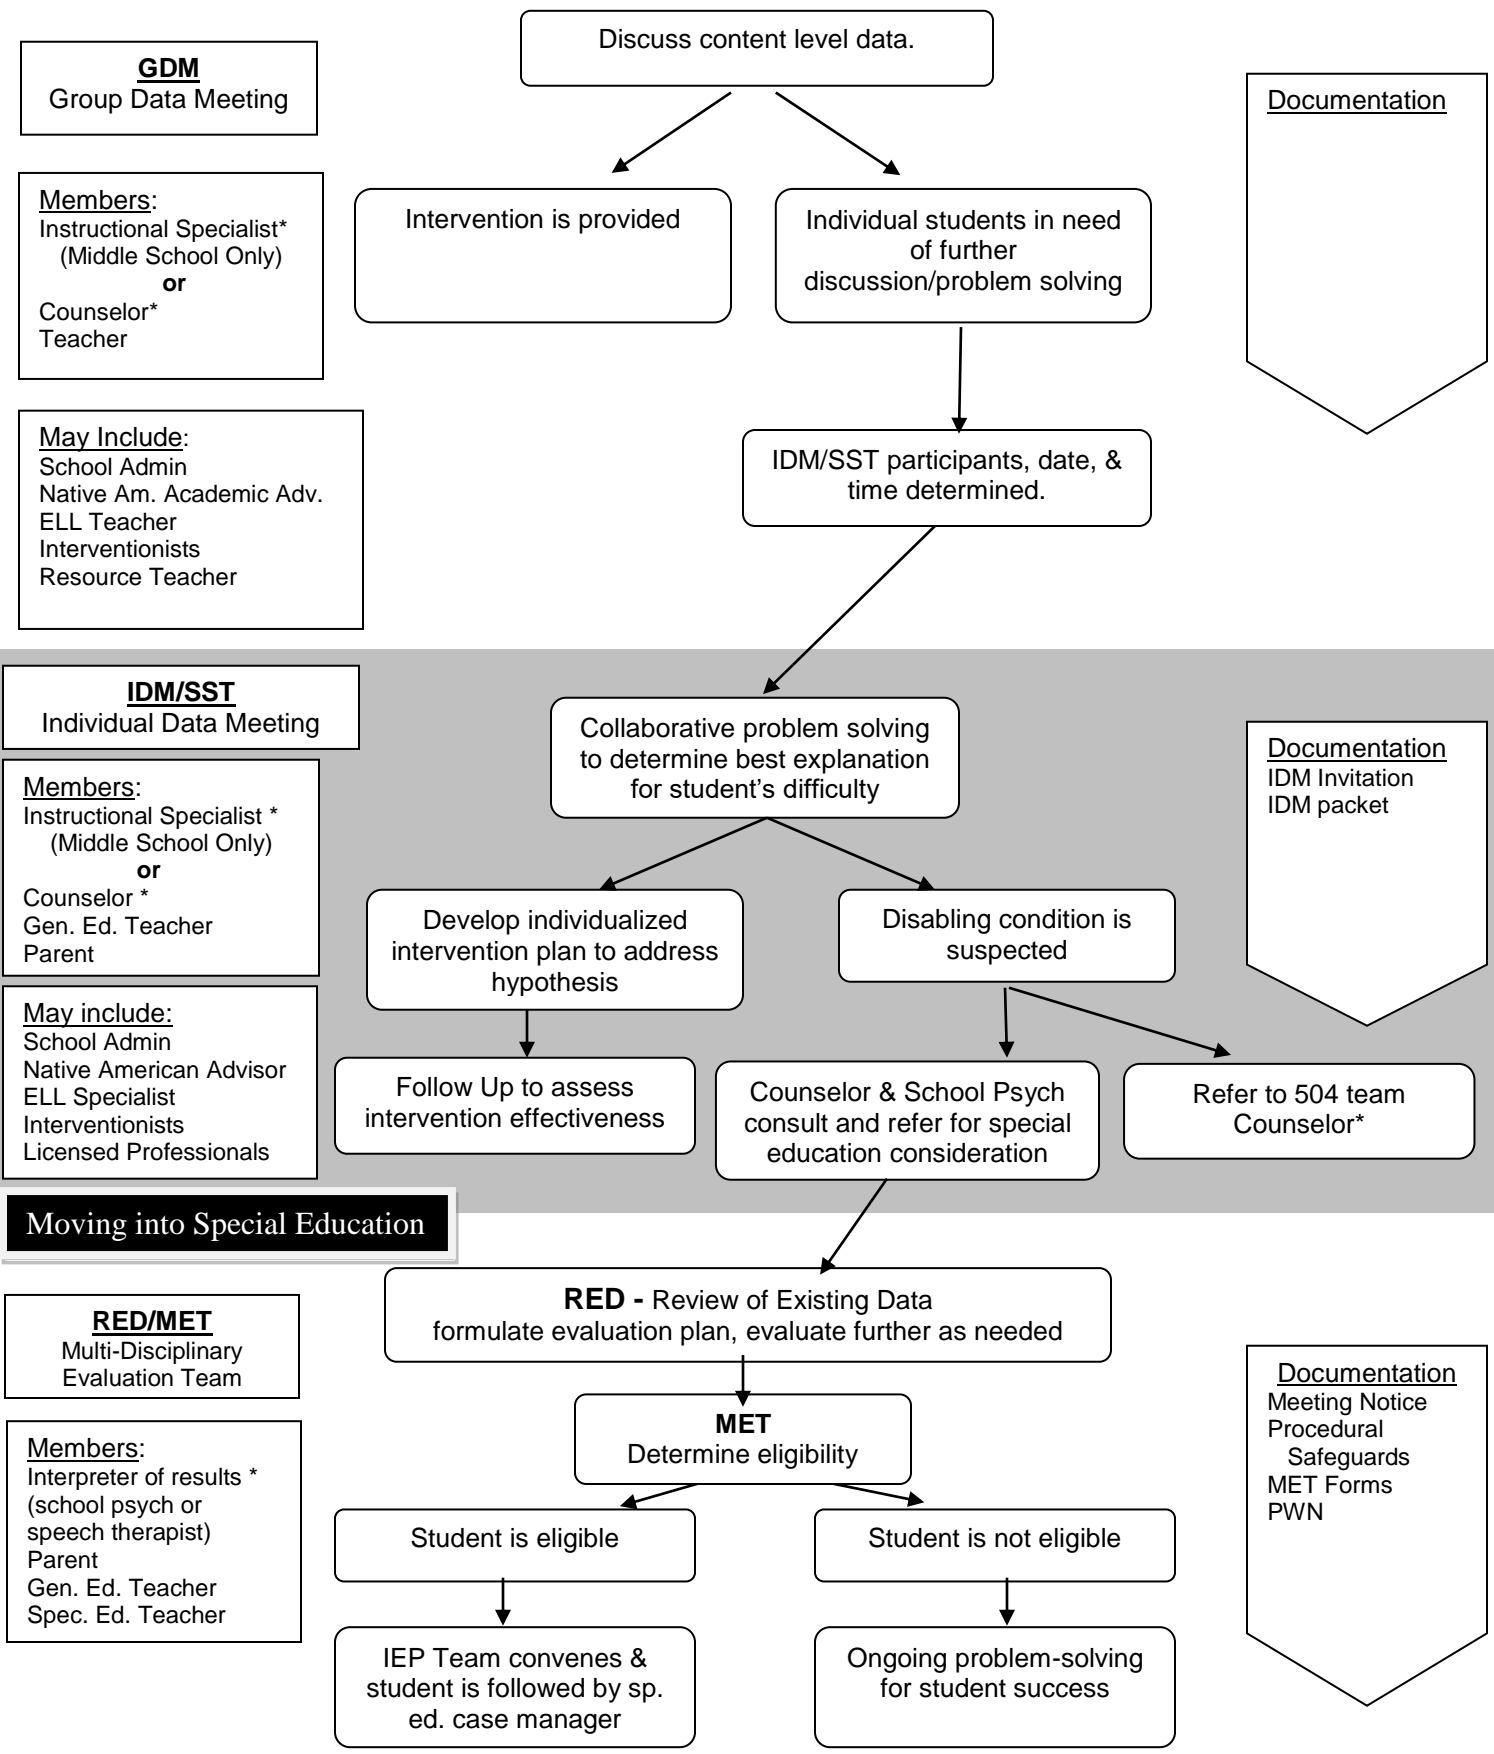 Discuss content level data.
GDM
Group Data Meeting
Documentation
Members:
Instructional Specialist*
(Middle School Only)
or
Counselor*
Teacher
Intervention is provided
Individual students in need
of further
discussion/problem solving
May Include:
School Admin
Native Am. Academic Adv.
ELL Teacher
Interventionists
Resource Teacher
IDM/SST participants, date, &
time determined.
IDM/SST
Individual Data Meeting
Collaborative problem solving
to determine best explanation
for student’s difficulty
Documentation
IDM Invitation
IDM packet
Members:
Instructional Specialist *
(Middle School Only)
or
Counselor *
Gen. Ed. Teacher
Parent
Develop individualized
intervention plan to address
hypothesis
Disabling condition is
suspected
May include:
School Admin
Native American Advisor
ELL Specialist
Interventionists
Licensed Professionals
Follow Up to assess
intervention effectiveness
Counselor & School Psych
consult and refer for special
education consideration
Refer to 504 team
Counselor*
Moving into Special Education
RED - Review of Existing Data
formulate evaluation plan, evaluate further as needed
RED/MET
Multi-Disciplinary
Evaluation Team
Documentation
Meeting Notice
Procedural
Safeguards
MET Forms
PWN
MET
Determine eligibility
Members:
Interpreter of results *
(school psych or
speech therapist)
Parent
Gen. Ed. Teacher
Spec. Ed. Teacher
Student is eligible
Student is not eligible
IEP Team convenes &
student is followed by sp.
ed. case manager
Ongoing problem-solving
for student success